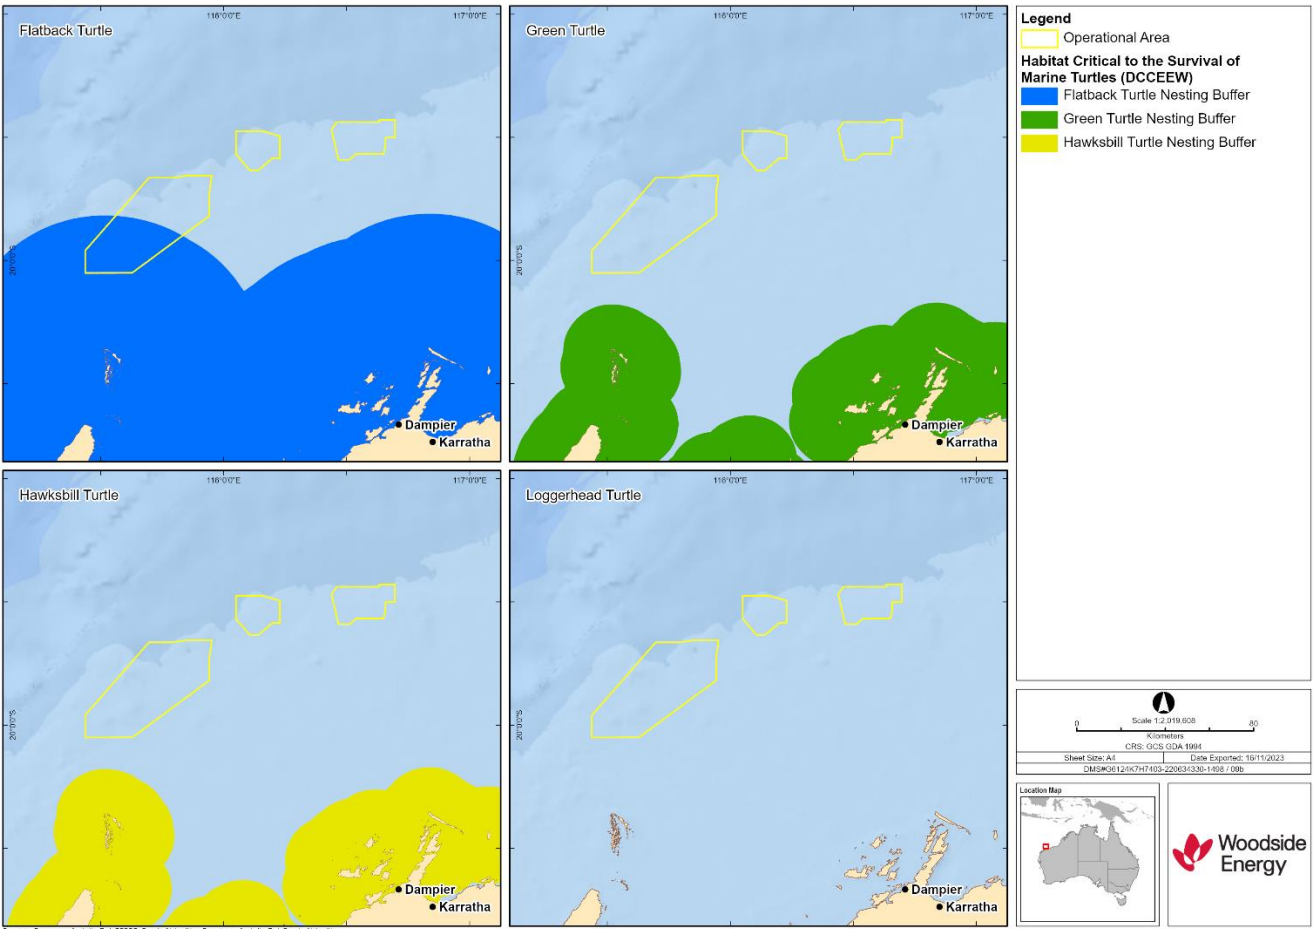 Flatback Turtle
116°0'0"E
117°0'0"E
20°0'0"S
Dampier
Karratha
Green Turtle
116°0'0"E
117°0'0"E
20°0'0"S
Dampier
Karratha
Hawksbill Turtle
116°0'0"E
117°0'0"E
20°0'0"S
Dampier
Karratha
Loggerhead Turtle
116°0'0"E
117°0'0"E
20°0'0"S
Dampier
Karratha
Legend
Operational Area
Habitat Critical to the Survival of
Marine Turtles (DCCEEW)
Flatback Turtle Nesting Buffer
Green Turtle Nesting Buffer
Hawksbill Turtle Nesting Buffer
Scale 1:2,019,608
0 80
Kilometers
CRS: GCS GDA 1994
Sheet Size: A4 Date Exported: 16/11/2023
DMS#G6124K7H7403-220634330-1498 / 09b
Location Map
Woodside
Energy